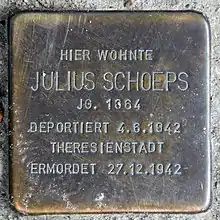 HIER WOHNTE
JULIUS SCHOEPS
JG. 1864
DEPORTIERT 4.6.1942
THERESIENSTADT
ERMORDET 27.12.1942